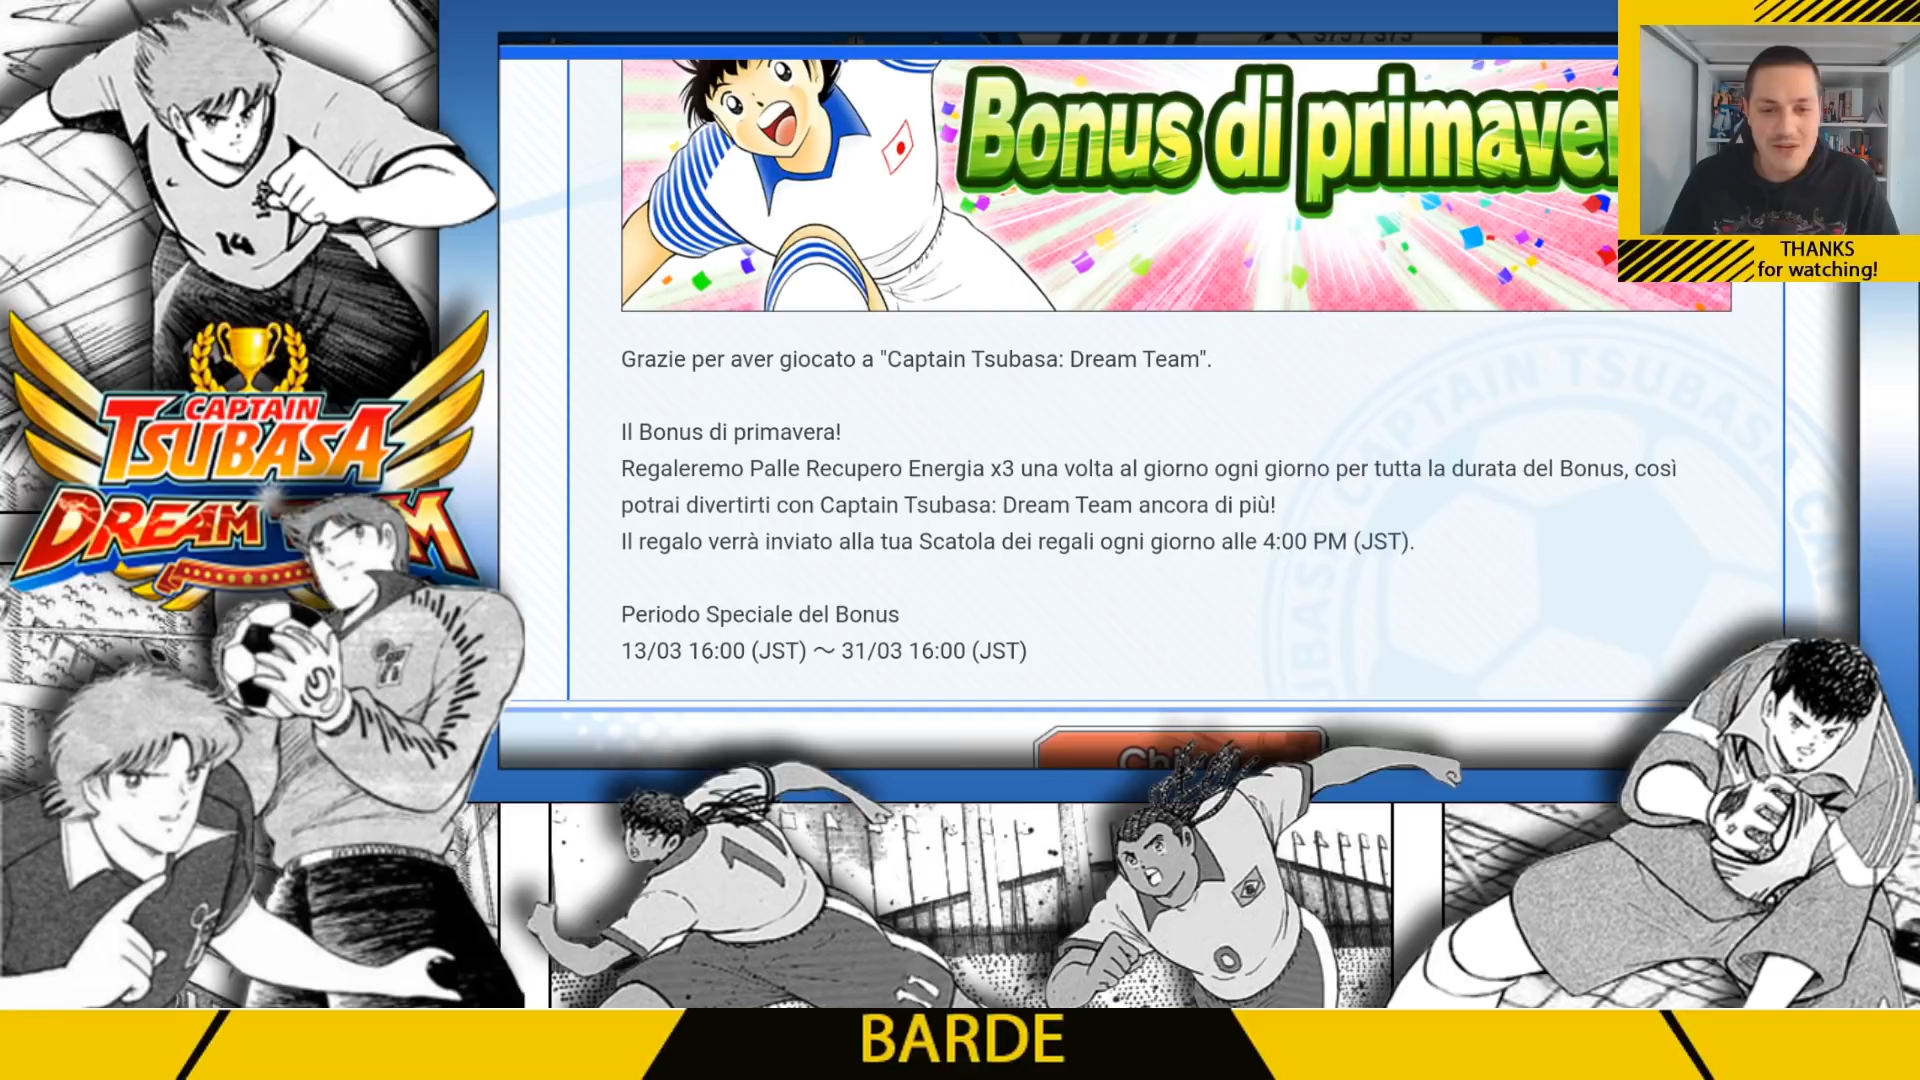 Bonus di primaver
THANKS
for watching!
14
CAPTAIN
TSUBASA
DREAM
Grazie per aver giocato a "Captain Tsubasa: Dream Team".
Il Bonus di primavera!
Regaleremo Palle Recupero Energia x3 una volta al giorno ogni giorno per tutta la durata del Bonus, così
potrai divertirti con Captain Tsubasa: Dream Team ancora di più!
Il regalo verrà inviato alla tua Scatola dei regali ogni giorno alle 4:00 PM (JST).
Periodo Speciale del Bonus
13/03 16:00 (JST) ～ 31/03 16:00 (JST)
CAPTAIN TSUBASA
11
BARDE